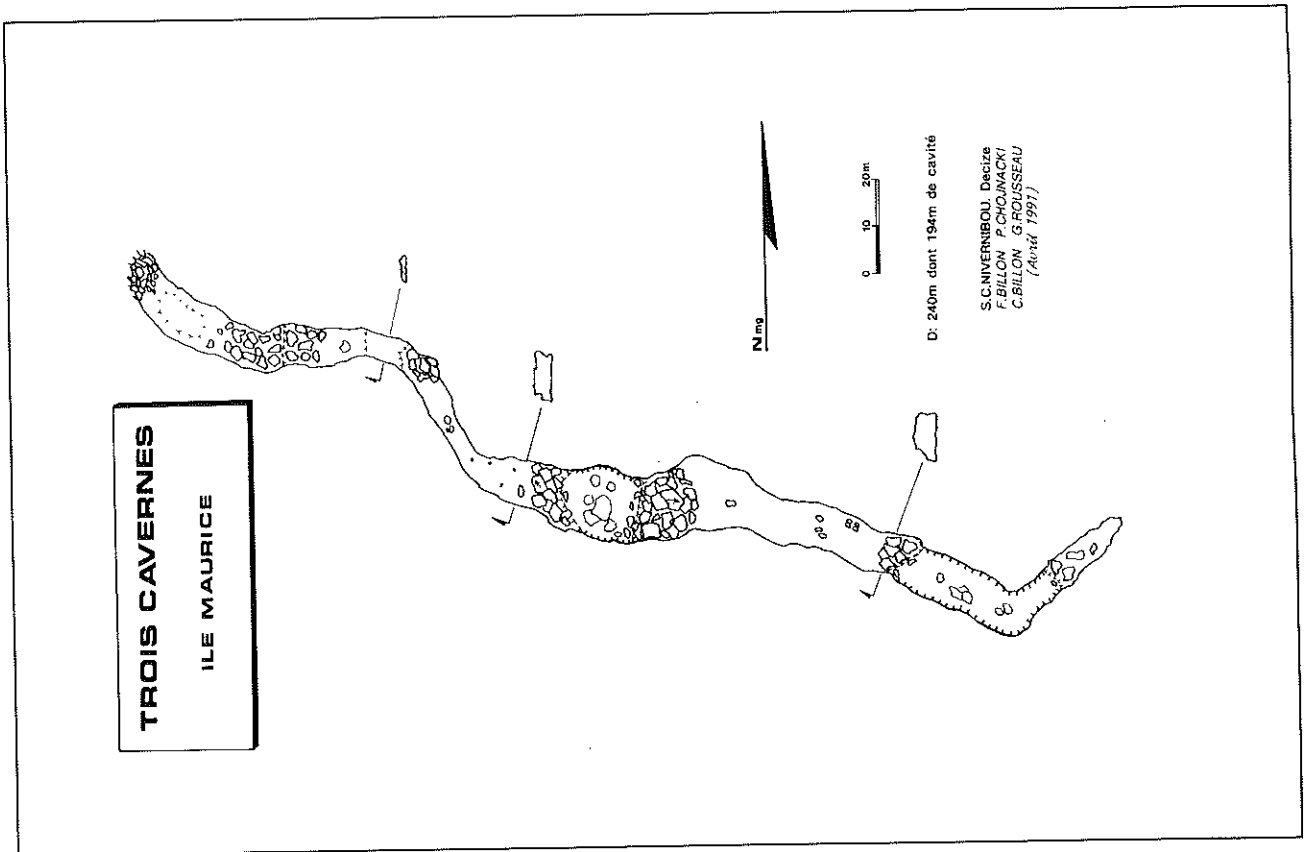 TROIS CAVERNES
ILE MAURICE
Nmg
0 10 20m
D: 240m dont 194m de cavité
S.C.NIVERNIBOU. Decize
F.BILLON P.CHOJNACKI
C.BILLON G.ROUSSEAU
(Avril 1991)